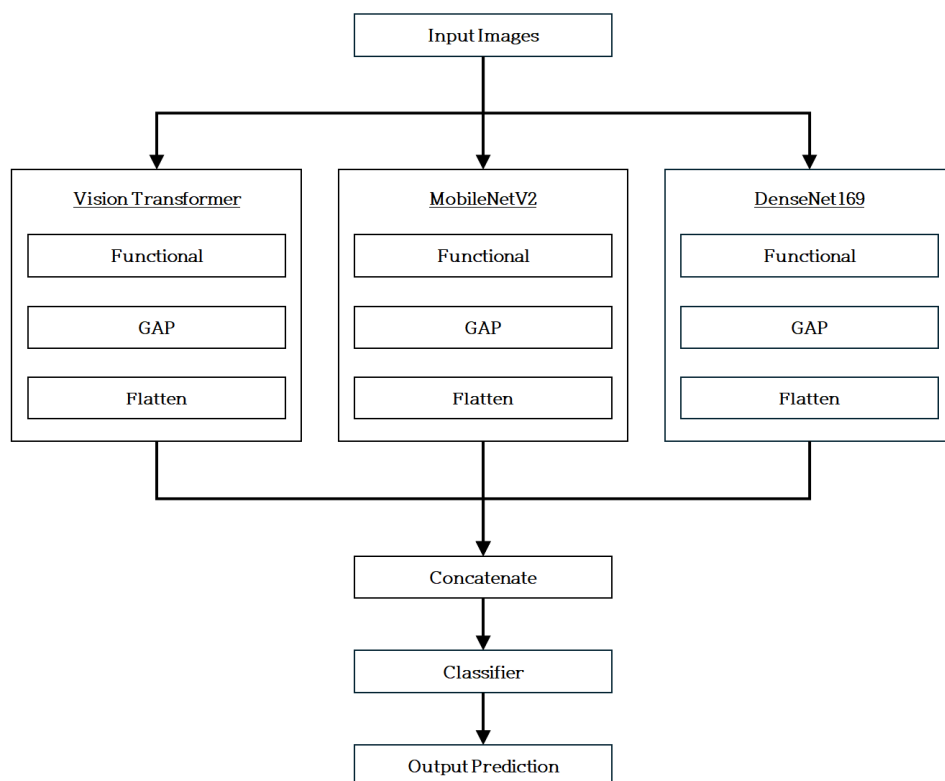 Input Images
Vision Transformer
Functional
GAP
Flatten
MobileNetV2
Functional
GAP
Flatten
DenseNet169
Functional
GAP
Flatten
Concatenate
Classifier
Output Prediction